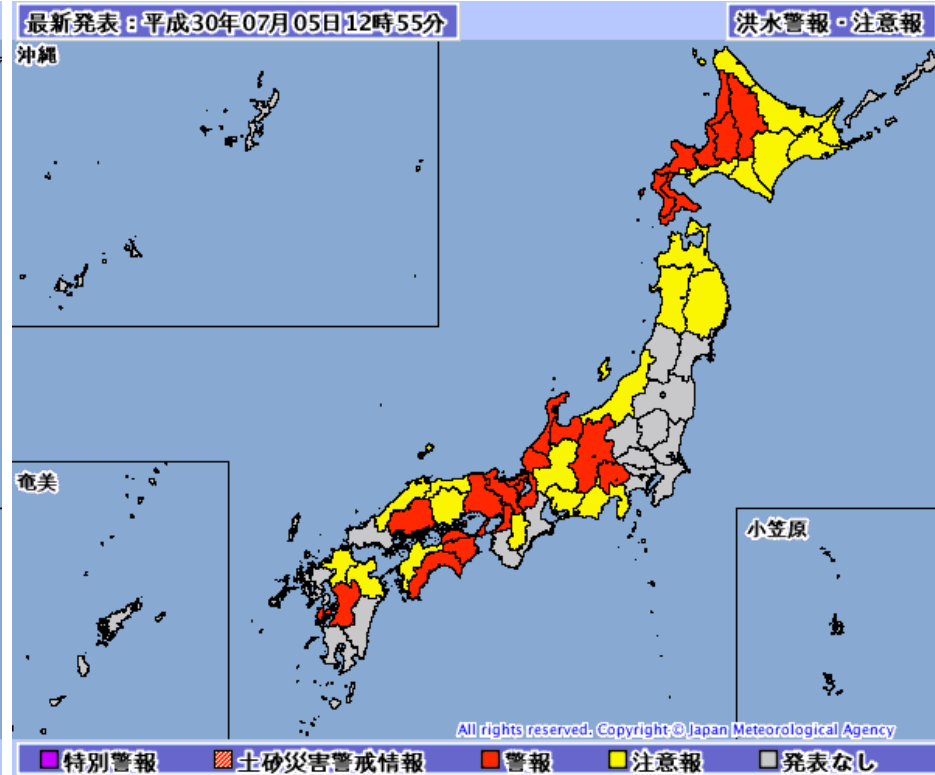 最新発表：平成30年07月05日12時55分
洪水警報・注意報
沖縄
奄美
小笠原
All rights reserved. Copyright © Japan Meteorological Agency
特別警報
土砂災害警戒情報
警報
注意報
発表なし